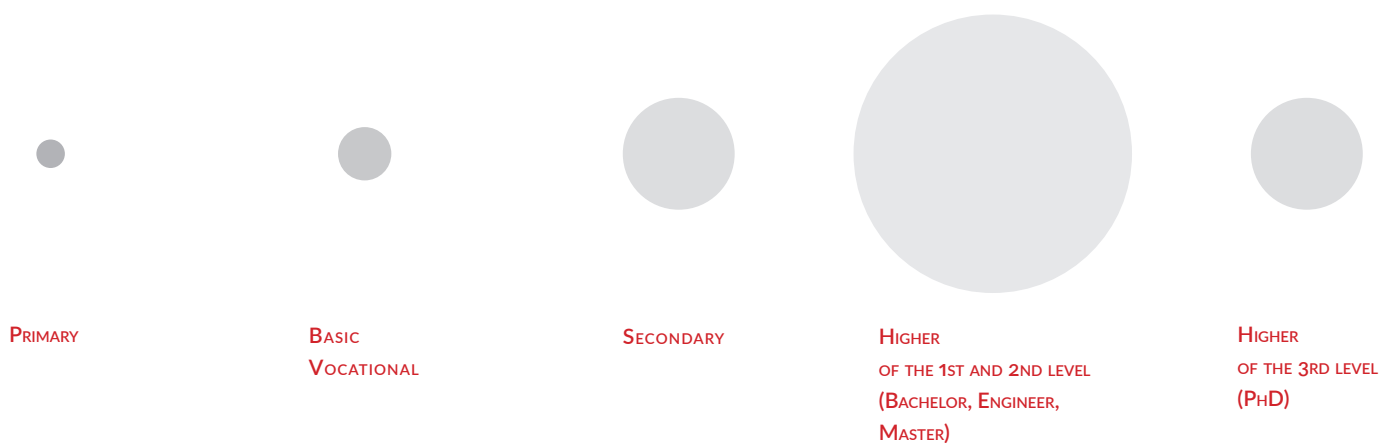 Primary
Basic
Vocational
Secondary
Higher
of the 1st and 2nd level
(Bachelor, Engineer,
Master)
Higher
of the 3rd level
(PhD)